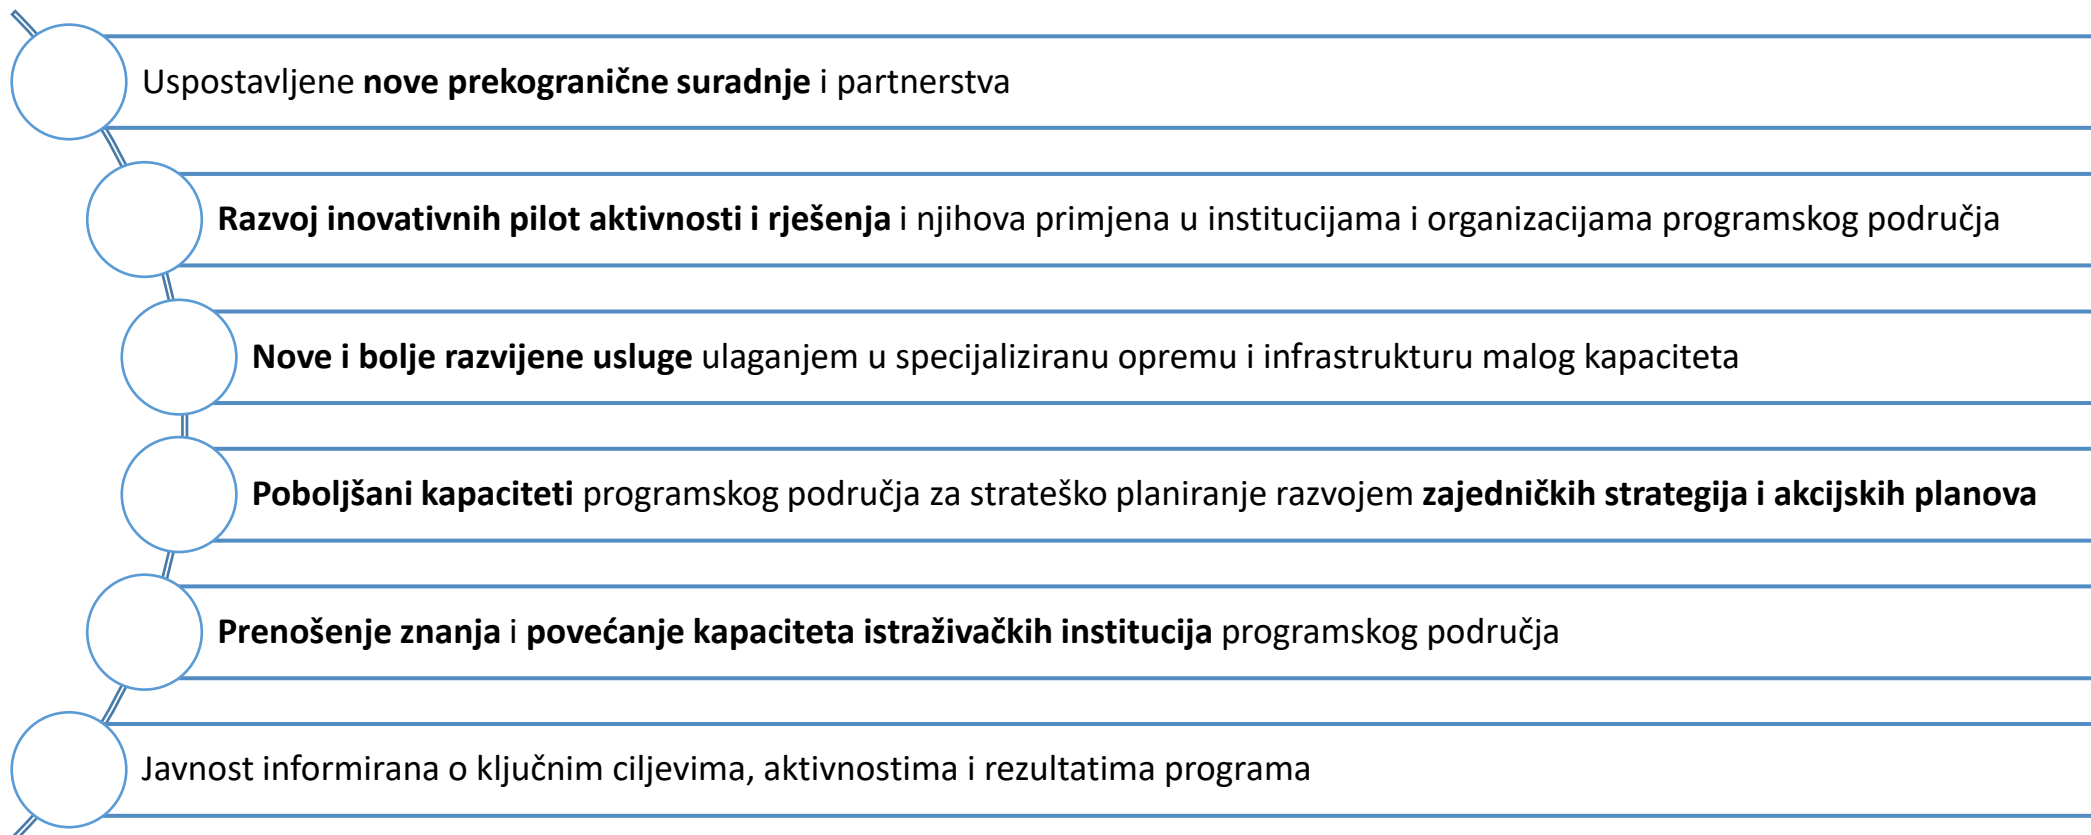 Uspostavljene nove prekogranične suradnje i partnerstva
Razvoj inovativnih pilot aktivnosti i rješenja i njihova primjena u institucijama i organizacijama programskog područja
Nove i bolje razvijene usluge ulaganjem u specijaliziranu opremu i infrastrukturu malog kapaciteta
Poboljšani kapaciteti programskog područja za strateško planiranje razvojem zajedničkih strategija i akcijskih planova
Prenošenje znanja i povećanje kapaciteta istraživačkih institucija programskog područja
Javnost informirana o ključnim ciljevima, aktivnostima i rezultatima programa